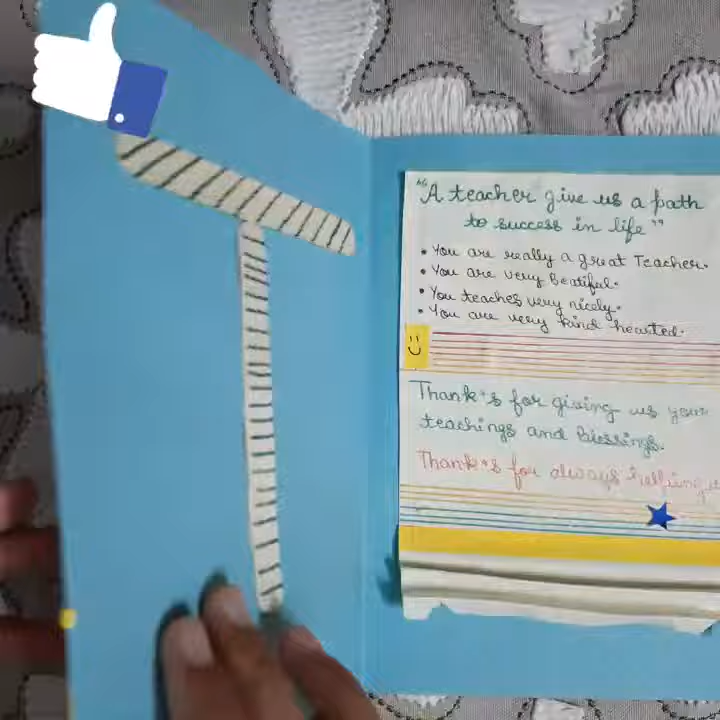 "A teacher give us a path
to success in life"
• You are really a great Teacher.
• You are very Beatiful.
• You teaches very nicely.
• You are very kind hearted.
Thank's for giving us your
teachings and blessings.
Thank's for always helping